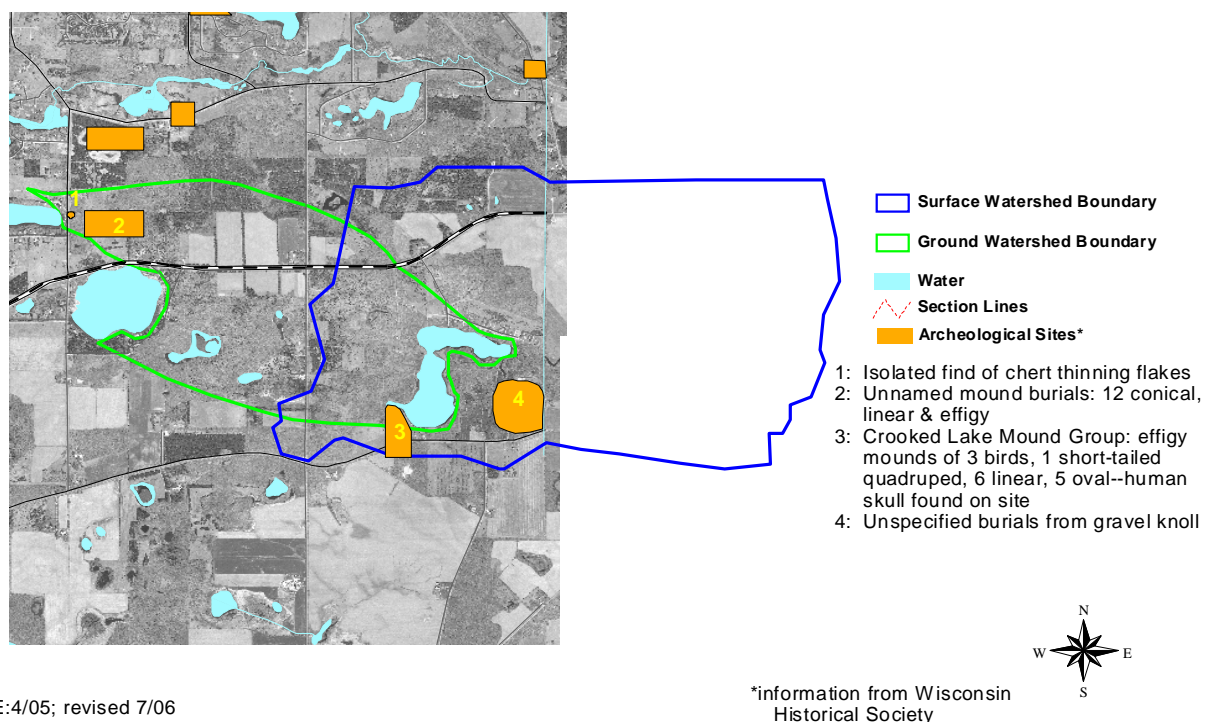 1
2
3
4
Surface Watershed Boundary
Ground Watershed Boundary
Water
Section Lines
Archeological Sites*
1: Isolated find of chert thinning flakes
2: Unnamed mound burials: 12 conical,
linear & effigy
3: Crooked Lake Mound Group: effigy
mounds of 3 birds, 1 short-tailed
quadruped, 6 linear, 5 oval--human
skull found on site
4: Unspecified burials from gravel knoll
N
W E
S
E:4/05; revised 7/06
*information from Wisconsin
Historical Society